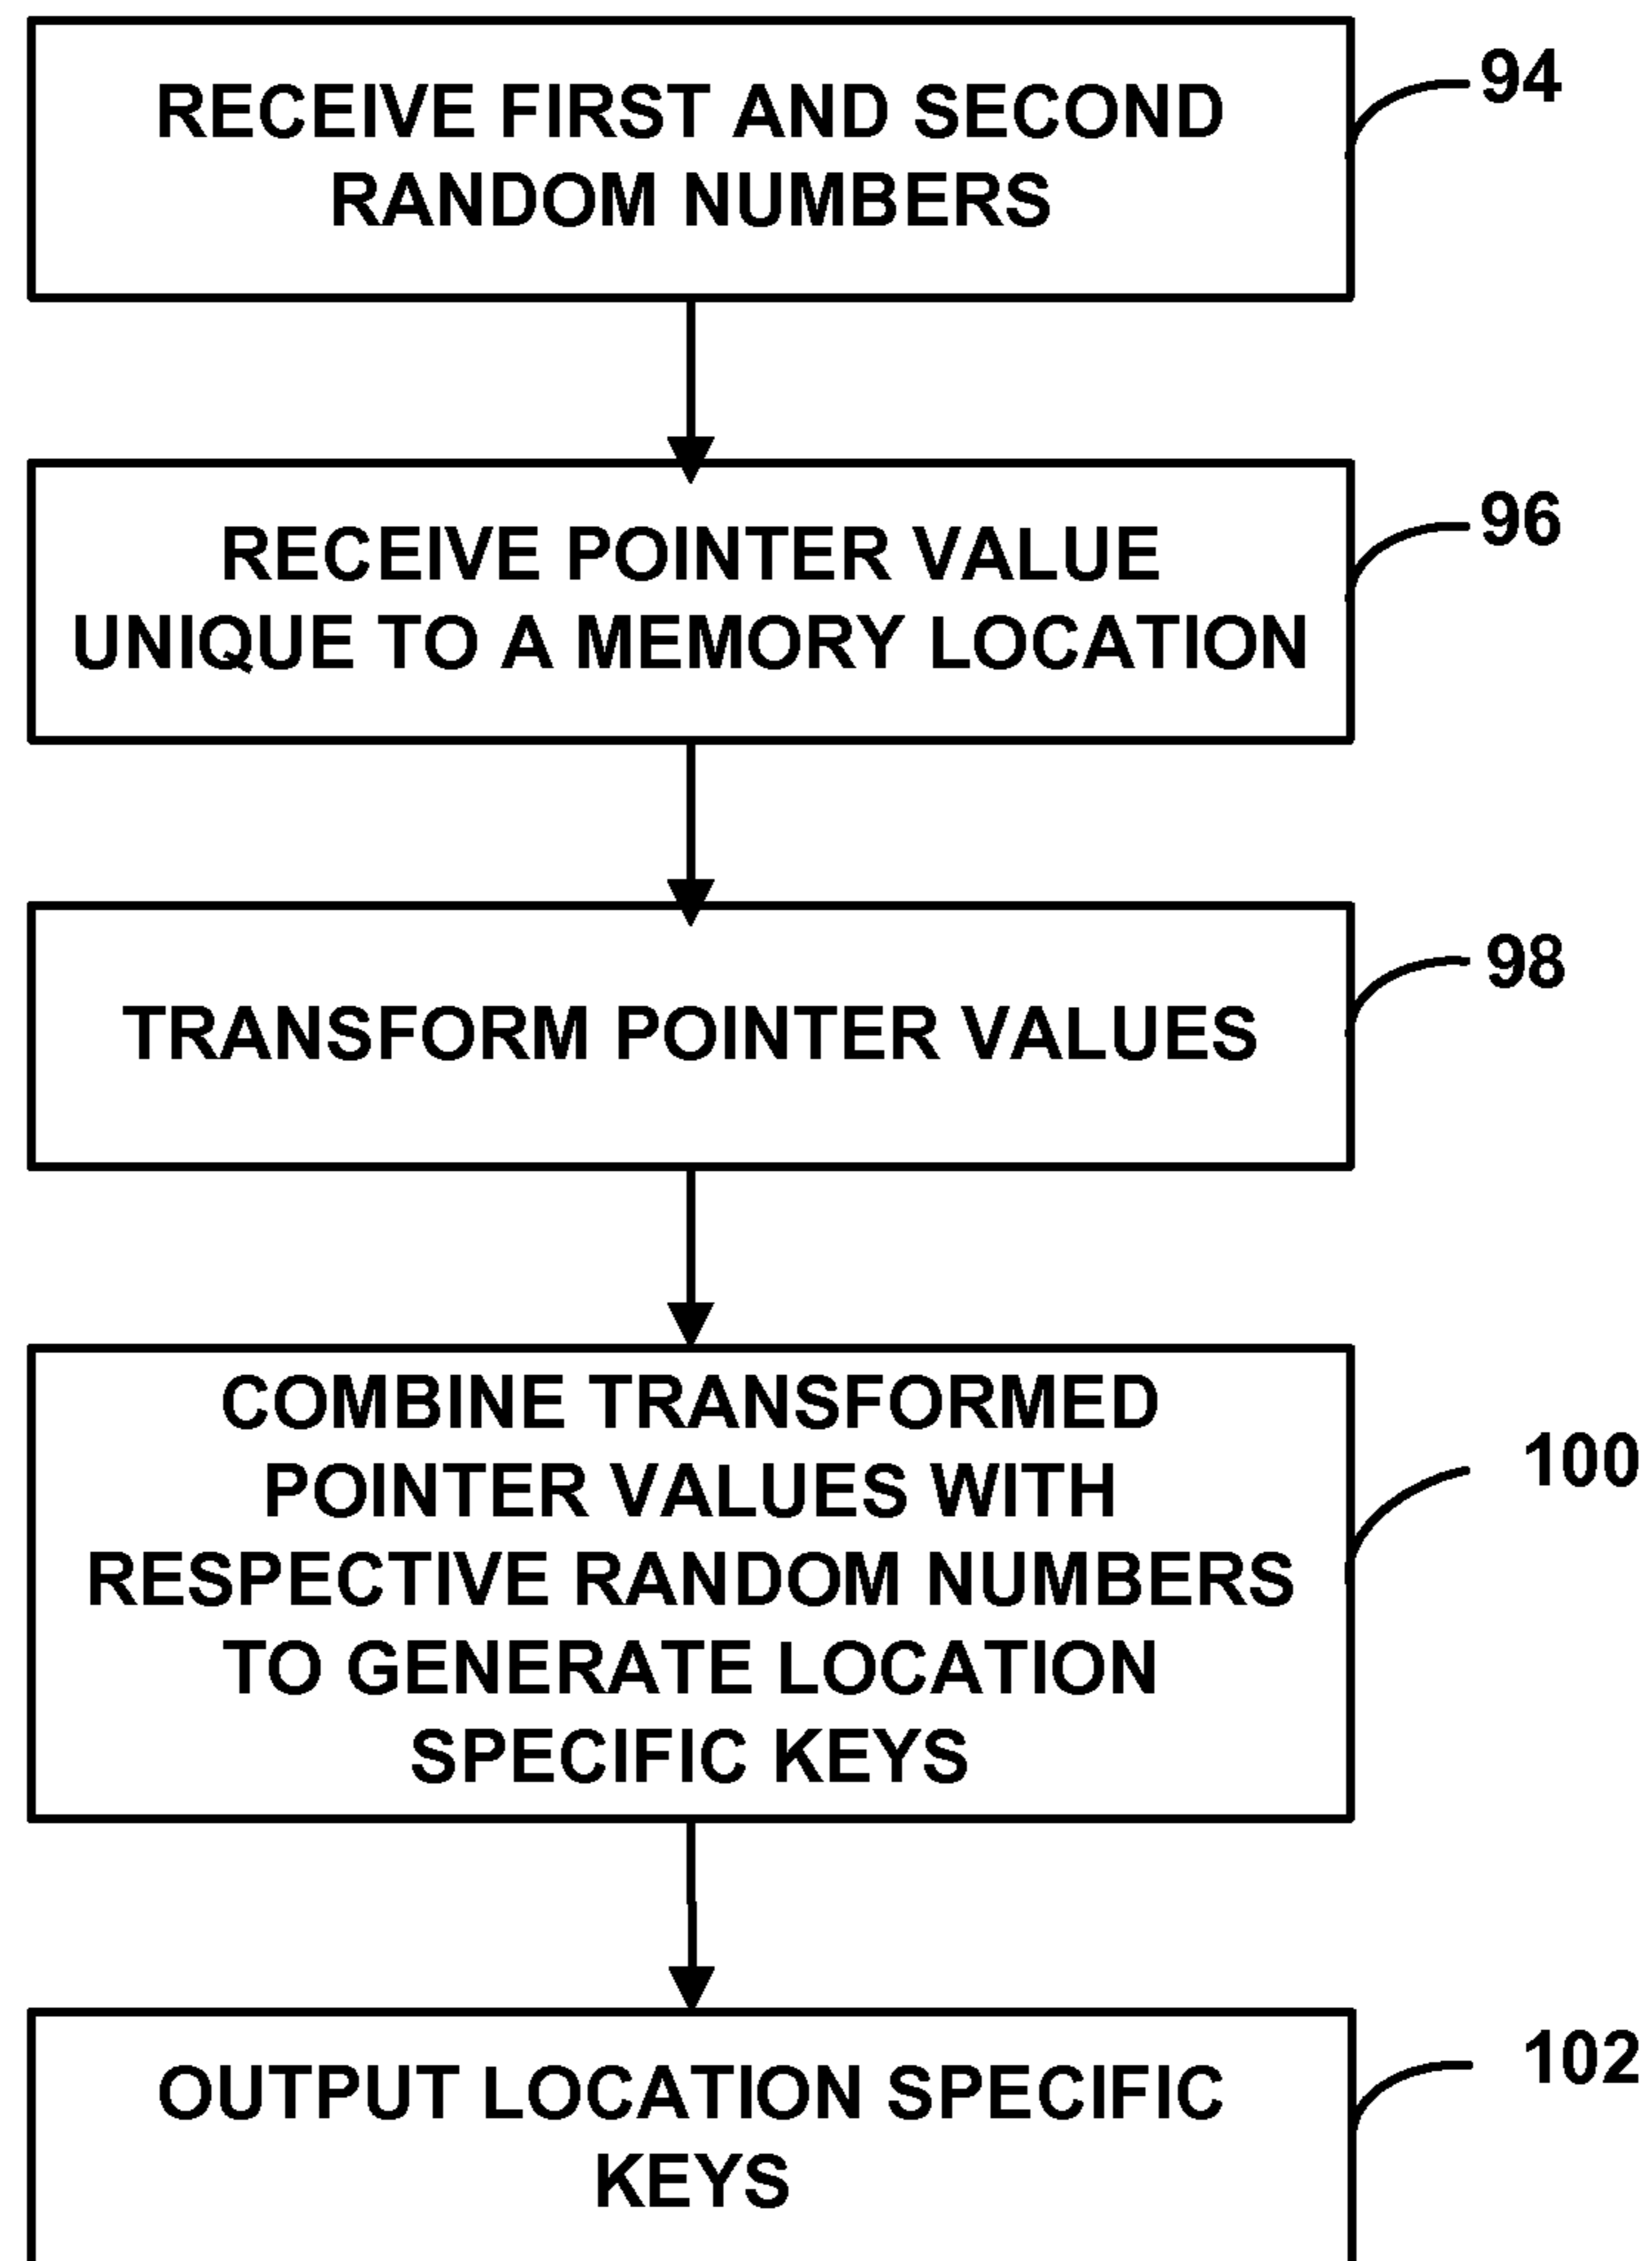 RECEIVE FIRST AND SECOND
RANDOM NUMBERS
94
RECEIVE POINTER VALUE
UNIQUE TO A MEMORY LOCATION
96
TRANSFORM POINTER VALUES
98
COMBINE TRANSFORMED
POINTER VALUES WITH
RESPECTIVE RANDOM NUMBERS
TO GENERATE LOCATION
SPECIFIC KEYS
100
OUTPUT LOCATION SPECIFIC
KEYS
102